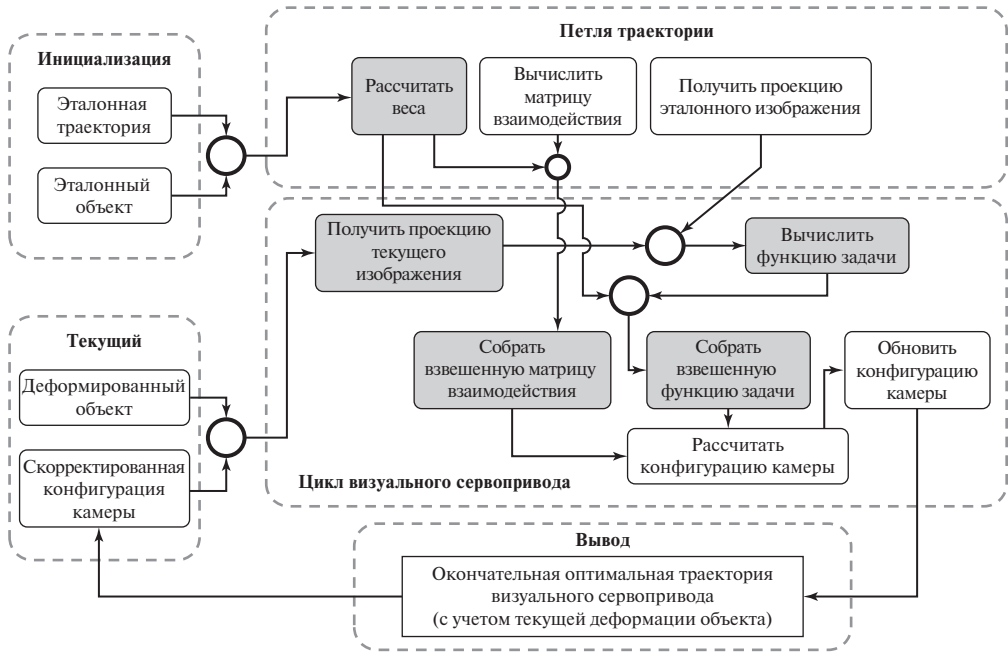 Инициализация
Эталонная
траектория
Эталонный
объект
Петля траектории
Рассчитать
веса
Вычислить
матрицу
взаимодействия
Получить проекцию
эталонного изображения
Получить проекцию
текущего
изображения
Вычислить
функцию задачи
Текущий
Деформированный
объект
Скорректированная
конфигурация
камеры
Собрать
взвешенную матрицу
взаимодействия
Собрать
взвешенную
функцию задачи
Обновить
конфигурацию
камеры
Рассчитать
конфигурацию камеры
Цикл визуального сервопривода
Вывод
Окончательная оптимальная траектория
визуального сервопривода
(с учетом текущей деформации объекта)